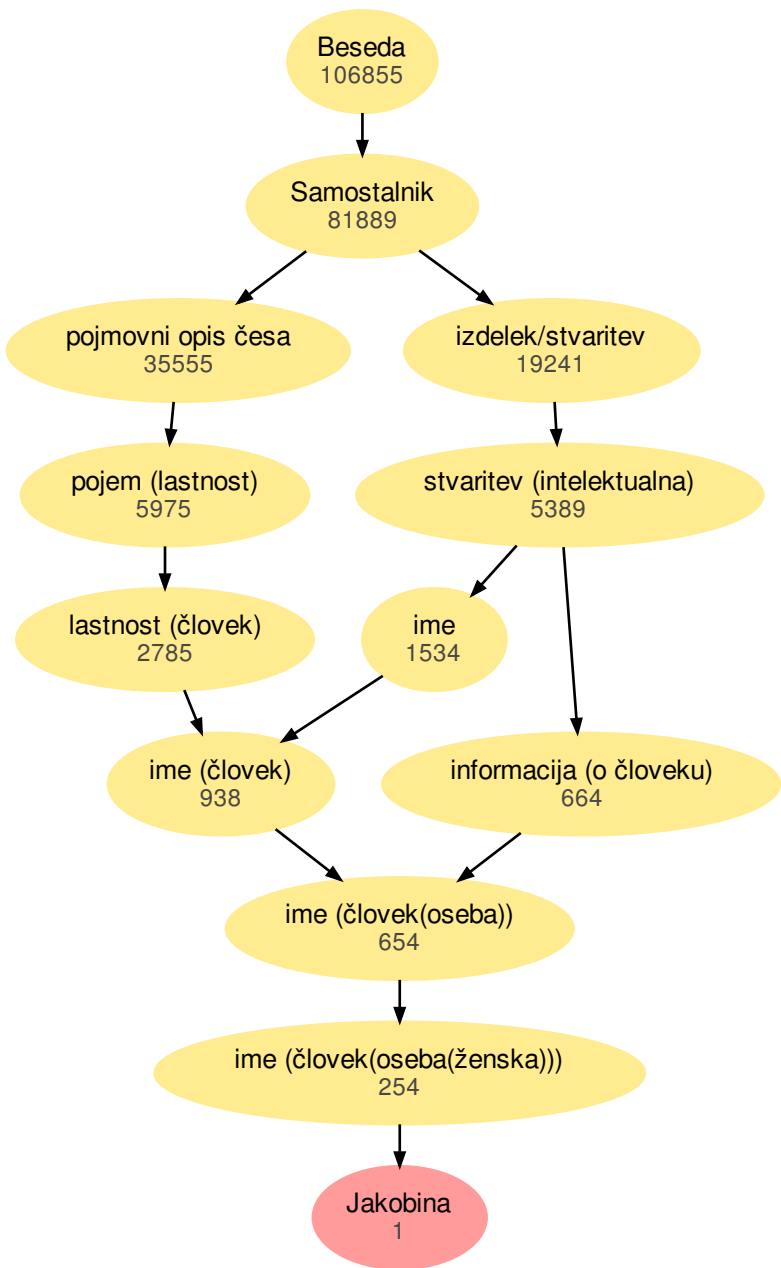 Beseda
106855
Samostalnik
81889
pojmovni opis česa
35555
izdelek/stvaritev
19241
pojem (lastnost)
5975
stvaritev (intelektualna)
5389
lastnost (človek)
2785
ime
1534
ime (človek)
938
informacija (o človeku)
664
ime (človek(oseba))
654
ime (človek(oseba(ženska)))
254
Jakobina
1